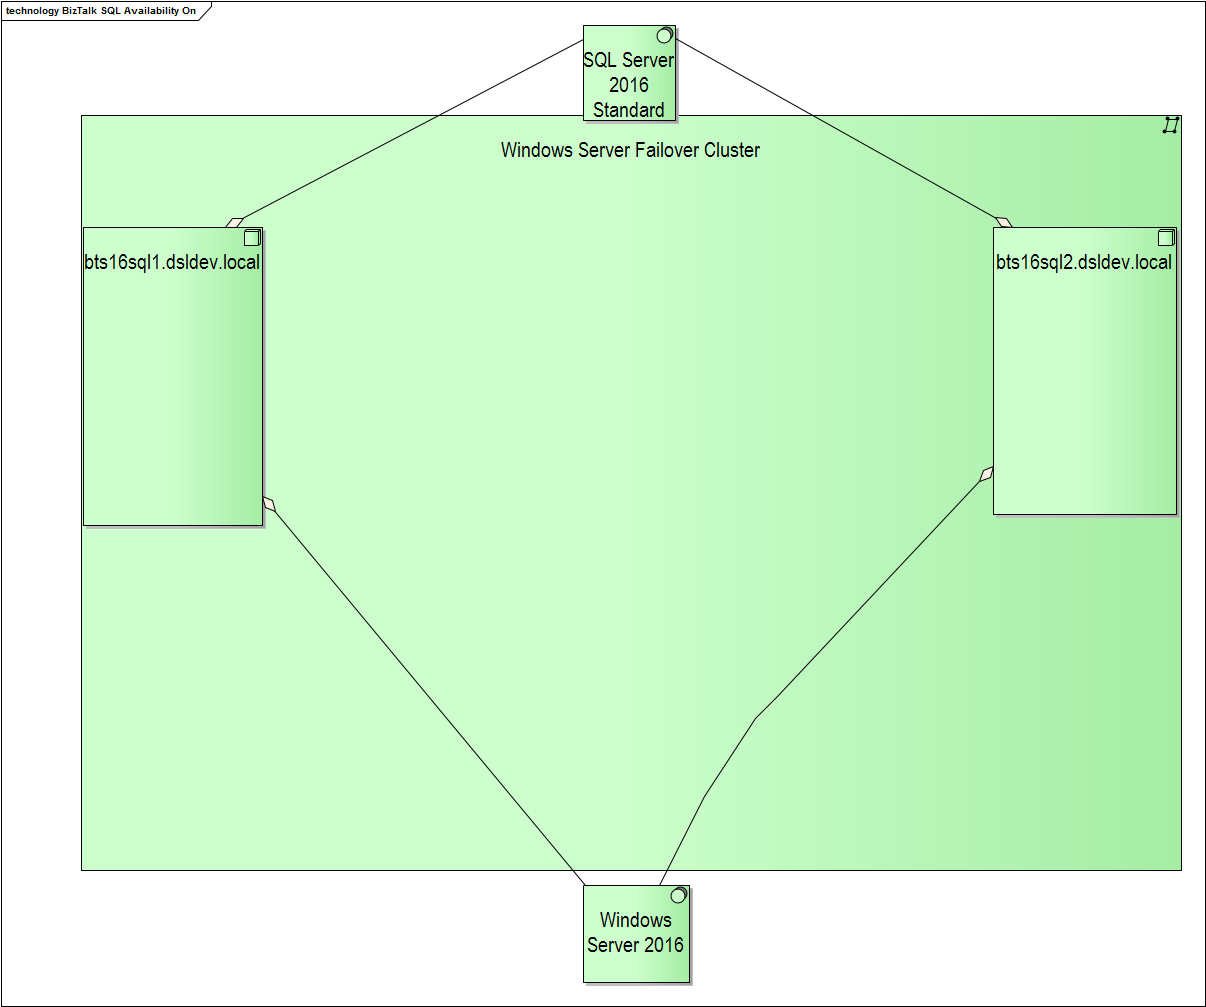 technology BizTalk SQL Availability On
SQL Server
2016
Standard
Windows Server Failover Cluster
bts16sql1.dsldev.local
bts16sql2.dsldev.local
Windows
Server 2016